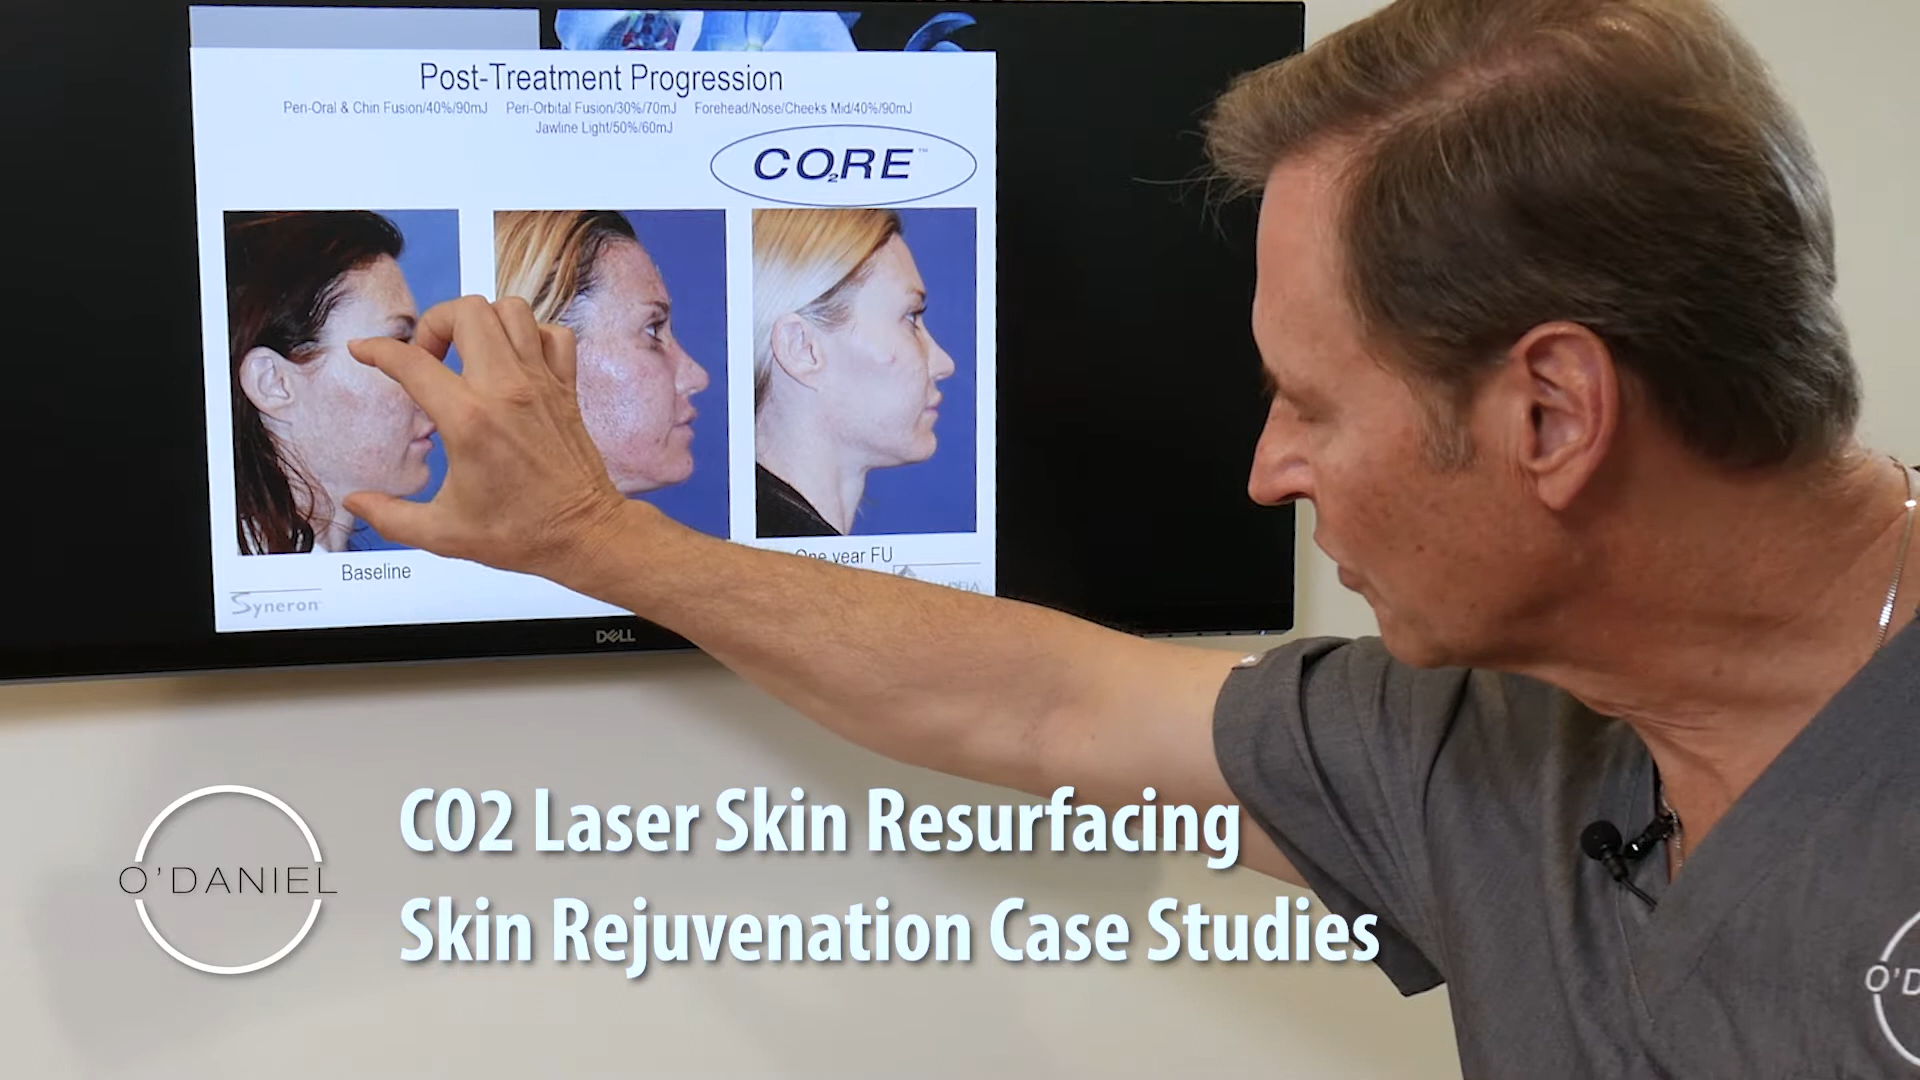 Post-Treatment Progression
Peri-Oral & Chin Fusion/40%/90mJ Peri-Orbital Fusion/30%/70mJ Forehead/Nose/Cheeks Mid/40%/90mJ
Jawline Light/50%/60mJ
CO2RE™
One year FU
Baseline
Syneron
DELL
CO2 Laser Skin Resurfacing
O'DANIEL
Skin Rejuvenation Case Studies
O'D